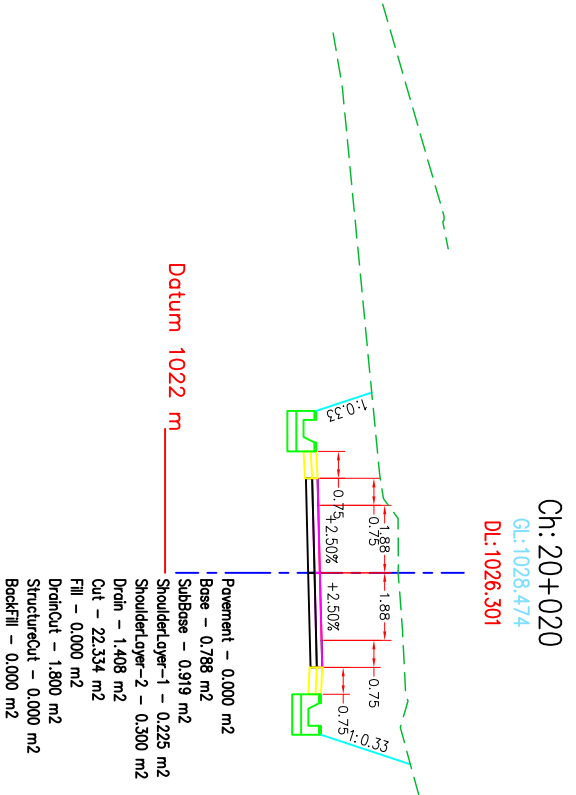 Ch: 20+020
GL:1028.474
DL:1026.301
1:0.33
0.75
0.75
1.88
1.88
0.75
0.75
1:0.33
+2.50%
+2.50%
Datum 1022 m
Pavement - 0.000 m2
Base - 0.788 m2
SubBase - 0.919 m2
ShoulderLayer-1 - 0.225 m2
ShoulderLayer-2 - 0.300 m2
Drain - 1.408 m2
Cut - 22.334 m2
Fill - 0.000 m2
DrainCut - 1.800 m2
StructureCut - 0.000 m2
BackFill - 0.000 m2